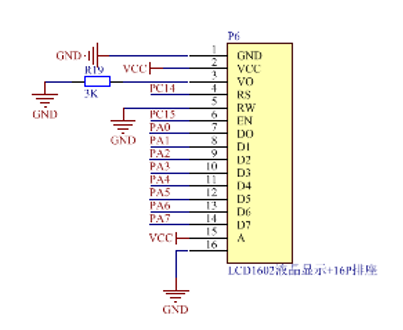 P6
GND 1 GND
VCC 2 VCC
R19 3 VO
3K
PC14 4 RS
GND 5 RW
PC15 6 EN
GND
PA0 7 DO
PA1 8 D1
PA2 9 D2
PA3 10 D3
PA4 11 D4
PA5 12 D5
PA6 13 D6
PA7 14 D7
VCC 15 A
16
LCD1602液晶显示+16P排座
GND